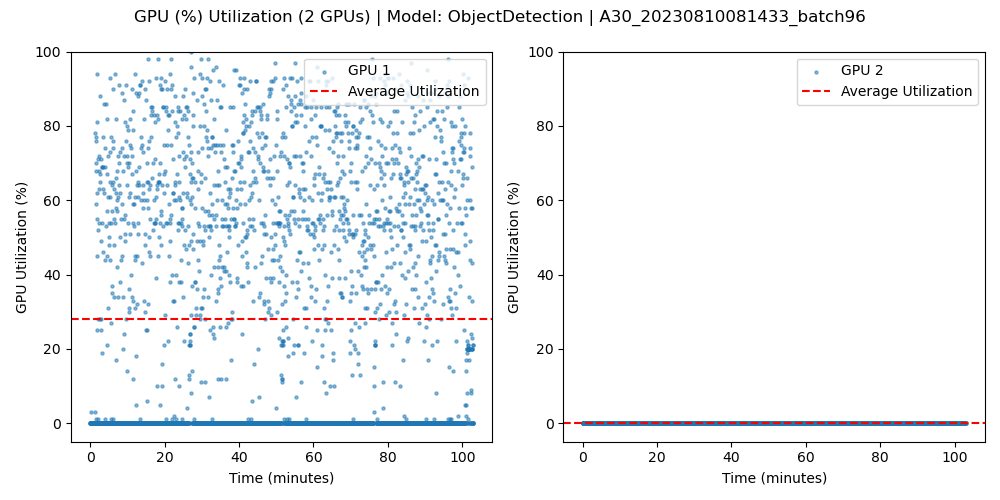 GPU (%) Utilization (2 GPUs) | Model: ObjectDetection | A30_20230810081433_batch96
GPU Utilization (%)
100
80
60
40
20
0
GPU 1
Average Utilization
0 20 40 60 80 100
Time (minutes)
GPU Utilization (%)
100
80
60
40
20
0
GPU 2
Average Utilization
0 20 40 60 80 100
Time (minutes)